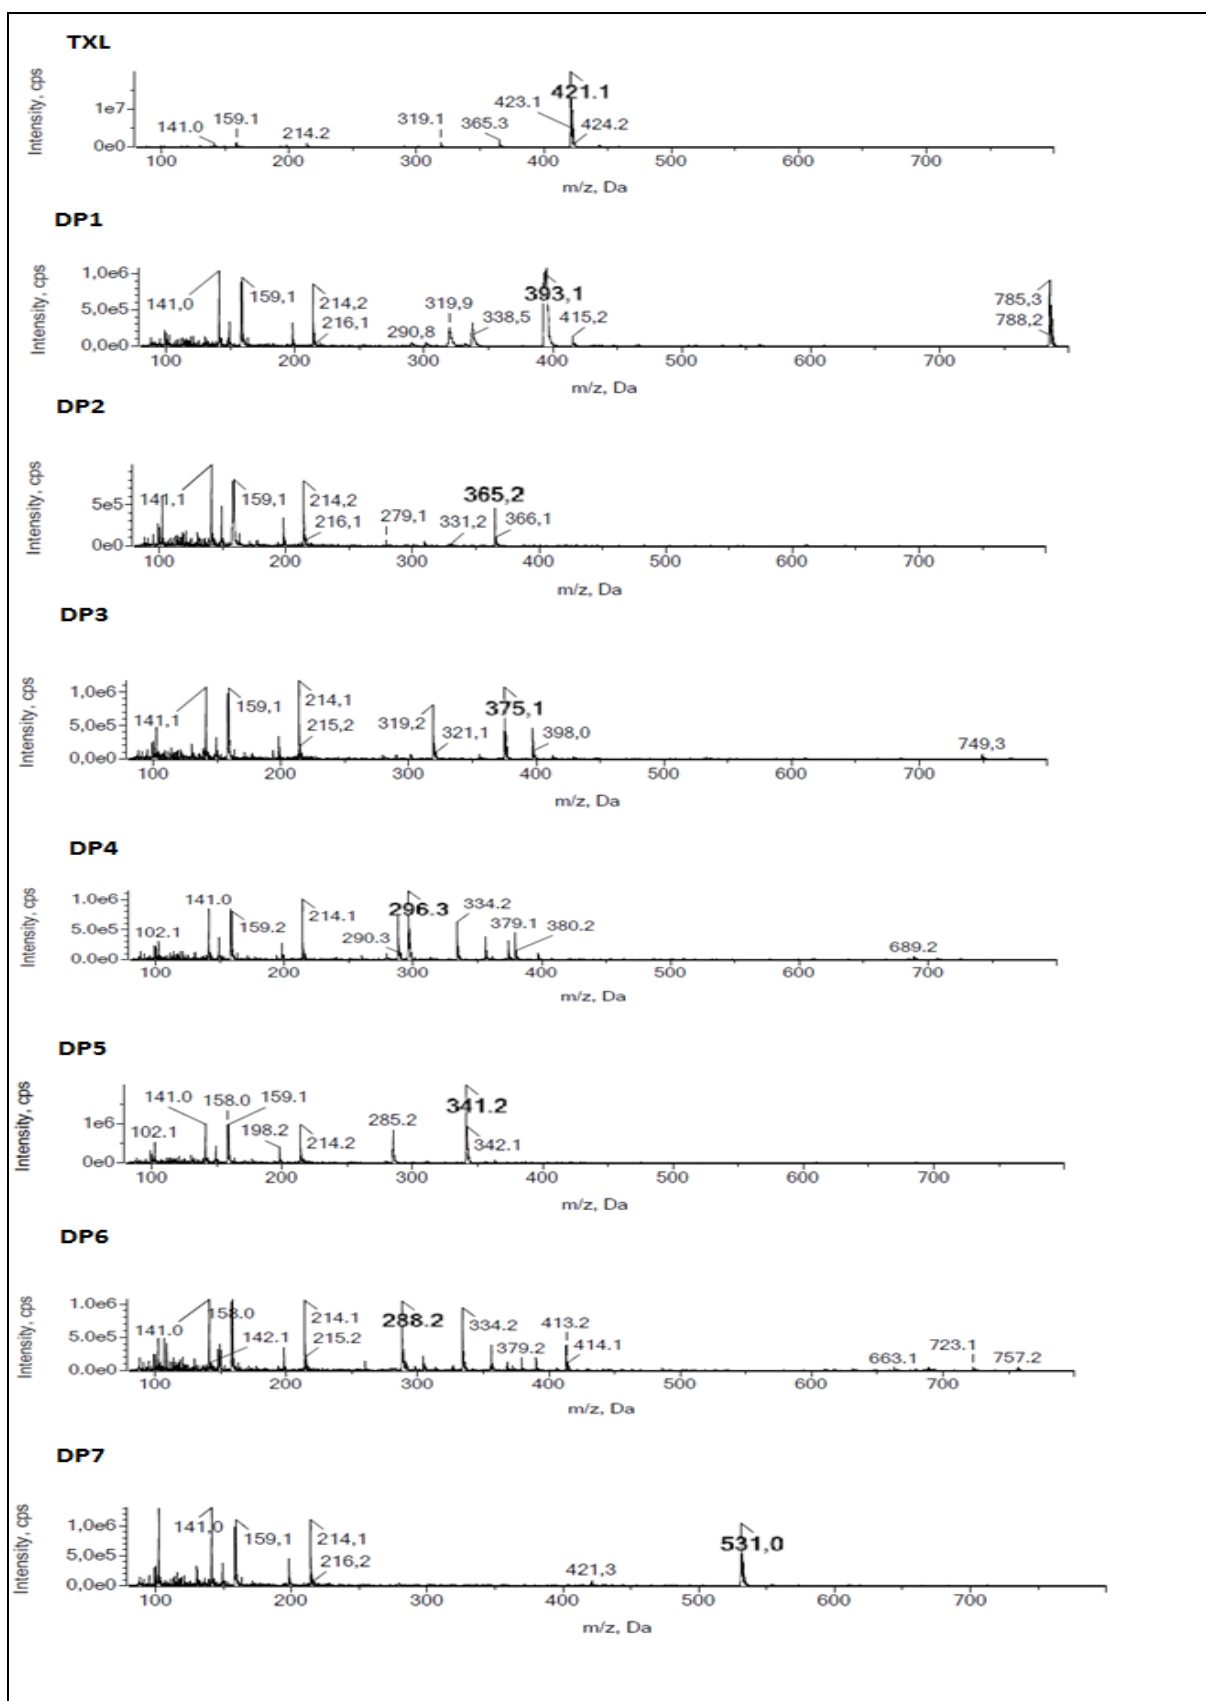 TXL
Intensity, cps
1e7
0e0
141.0
159.1
214.2
319.1
365.3
421.1
423.1
424.2
100 200 300 400 500 600 700
m/z, Da
DP1
Intensity, cps
1,0e6
5,0e5
0,0e0
141,0
159,1
214,2
216,1
290,8
319,9
338,5
393,1
415,2
785,3
788,2
100 200 300 400 500 600 700
m/z, Da
DP2
Intensity, cps
5e5
0e0
141,1
159,1
214,2
216,1
279,1
331,2
365,2
366,1
100 200 300 400 500 600 700
m/z, Da
DP3
Intensity, cps
1,0e6
5,0e5
0,0e0
141,1
159,1
214,1
215,2
319,2
321,1
375,1
398,0
749,3
100 200 300 400 500 600 700
m/z, Da
DP4
Intensity, cps
1.0e6
5.0e5
0.0e0
102.1
141.0
159.2
214.1
290.3
296.3
334.2
379.1
380.2
689.2
100 200 300 400 500 600 700
m/z, Da
DP5
Intensity, cps
1e6
0e0
102.1
141.0
158.0
159.1
198.2
214.2
285.2
341.2
342.1
100 200 300 400 500 600 700
m/z, Da
DP6
Intensity, cps
1.0e6
5.0e5
0.0e0
141.0
158.0
142.1
214.1
215.2
288.2
334.2
379.2
413.2
414.1
663.1
723.1
757.2
100 200 300 400 500 600 700
m/z, Da
DP7
Intensity, cps
1,0e6
5,0e5
0,0e0
141,0
159,1
214,1
216,2
421,3
531,0
100 200 300 400 500 600 700
m/z, Da